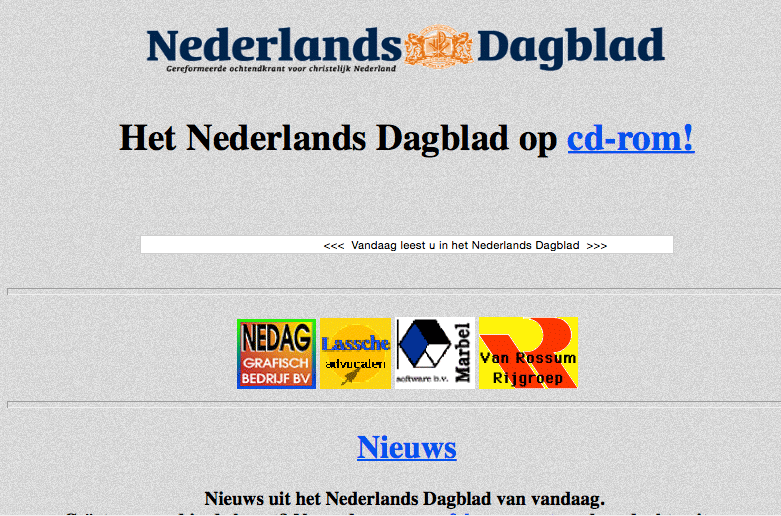 Nederlands Dagblad
Gereformeerde ochtendkrant voor christelijk Nederland
Het Nederlands Dagblad op cd-rom!
<<< Vandaag leest u in het Nederlands Dagblad >>>
NEDAG
GRAFISCH
BEDRIJF BV
Lassche
advocaten
software b.v.
Marbel
Van Rossum
Rijgroep
Nieuws
Nieuws uit het Nederlands Dagblad van vandaag.